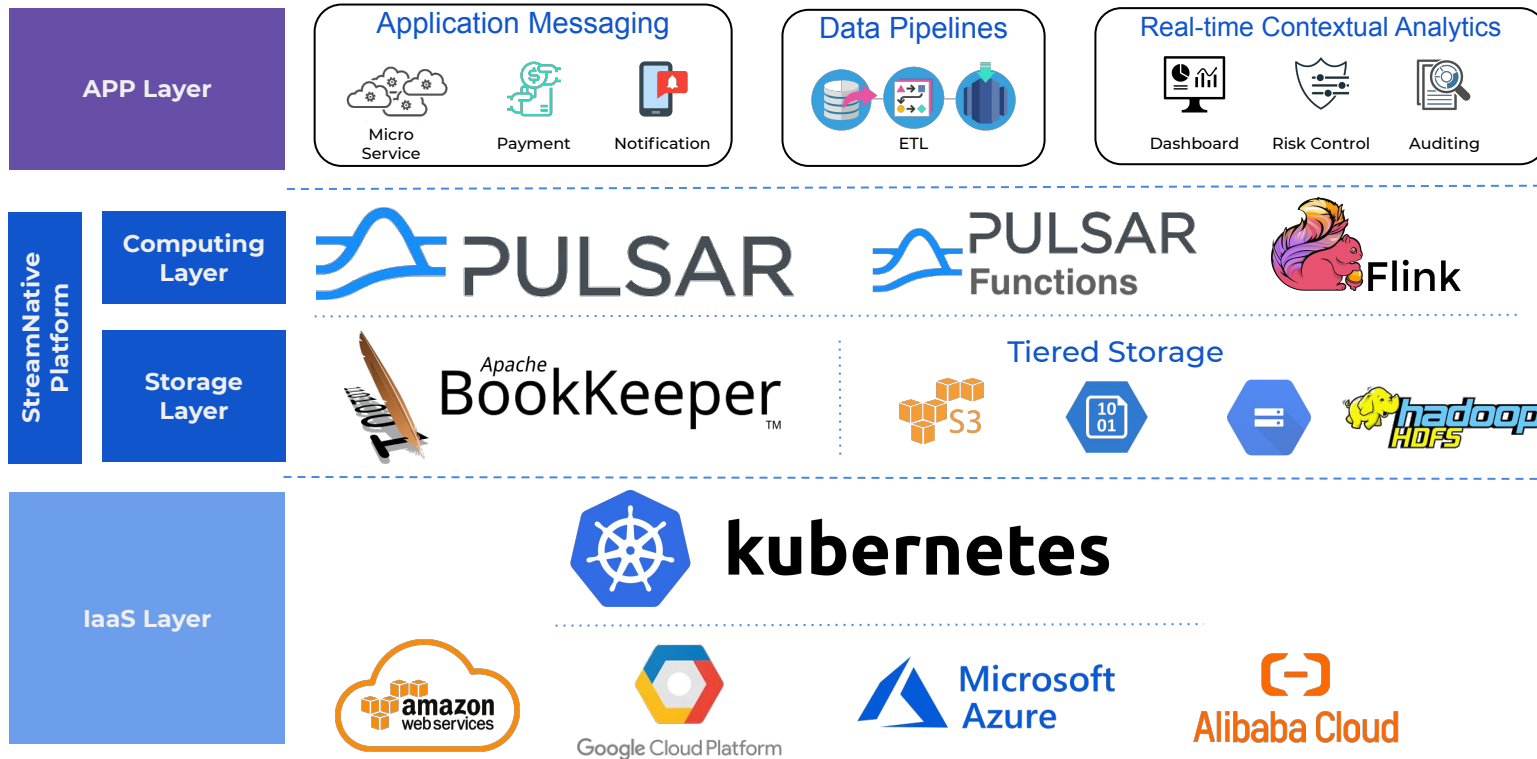 APP Layer
Application Messaging
Micro
Service
Payment
Notification
Data Pipelines
ETL
Real-time Contextual Analytics
Dashboard
Risk Control
Auditing
StreamNative
Platform
Computing
Layer
PULSAR
PULSAR
Functions
Flink
Storage
Layer
1101001
Apache
BookKeeper
TM
Tiered Storage
S3
10
01
hadoop
HDFS
IaaS Layer
kubernetes
amazon
web services
Google Cloud Platform
Microsoft
Azure
Alibaba Cloud